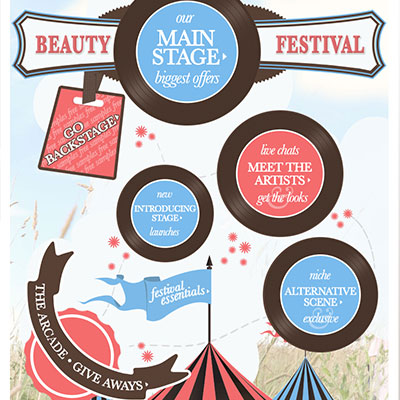 BEAUTY
FESTIVAL
our
MAIN
STAGE
biggest offers
GO
BACKSTAGE
live chats
MEET THE
ARTISTS
&
get the looks
new
INTRODUCING
STAGE
launches
festival
essentials
niche
ALTERNATIVE
SCENE
&
exclusive
THE ARCADE • GIVE AWAYS